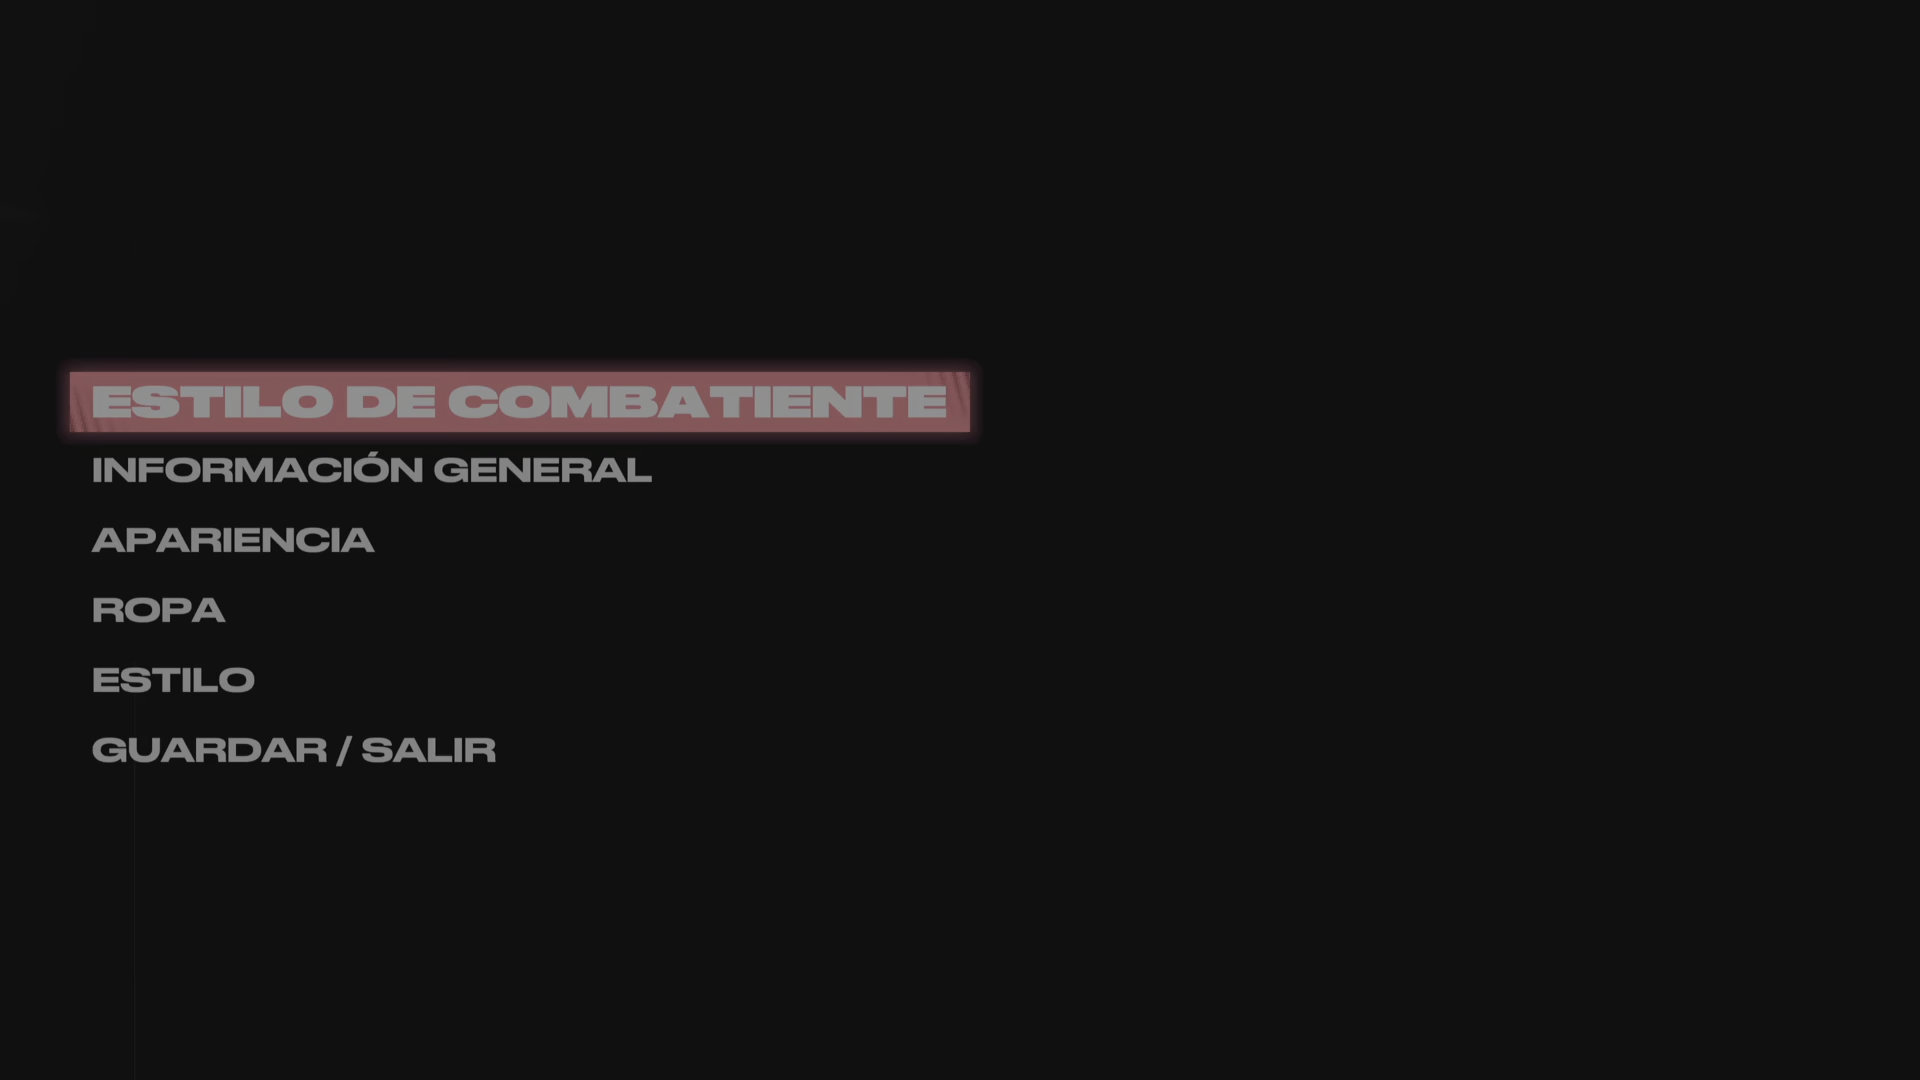 ESTILO DE COMBATIENTE
INFORMACIÓN GENERAL
APARIENCIA
ROPA
ESTILO
GUARDAR / SALIR